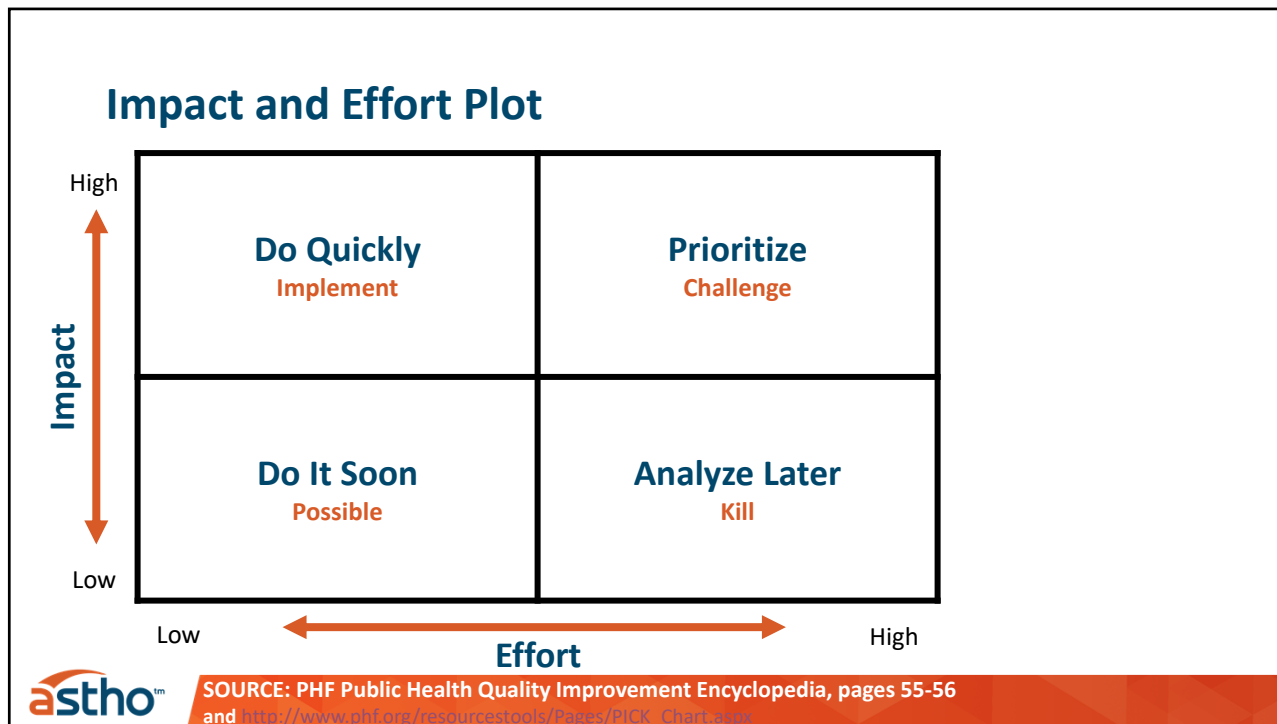 Impact and Effort Plot
High
Do Quickly
Implement
Prioritize
Challenge
Impact
Do It Soon
Possible
Analyze Later
Kill
Low
Low
High
Effort
astho™
SOURCE: PHF Public Health Quality Improvement Encyclopedia, pages 55-56
and http://www.phf.org/resourcestools/Pages/PICK_Chart.aspx